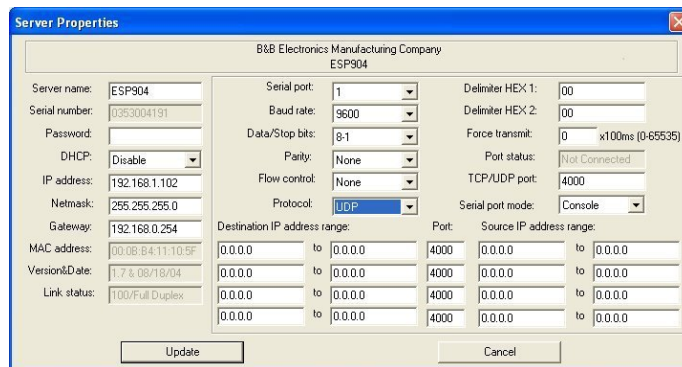 Server Properties
B&B Electronics Manufacturing Company
ESP904
Server name: ESP904
Serial number: 0353004191
Password:
DHCP: Disable
IP address: 192.168.1.102
Netmask: 255.255.255.0
Gateway: 192.168.0.254
MAC address: 00:0B:B4:11:10:5F
Version&Date: 1.7 & 08/18/04
Link status: 100/Full Duplex
Serial port: 1
Baud rate: 9600
Data/Stop bits: 8-1
Parity: None
Flow control: None
Protocol: UDP
Delimiter HEX 1: 00
Delimiter HEX 2: 00
Force transmit: 0 x100ms (0-65535)
Port status: Not Connected
TCP/UDP port: 4000
Serial port mode: Console
Destination IP address range: Port: Source IP address range:
0.0.0.0 to 0.0.0.0 4000 0.0.0.0 to 0.0.0.0
0.0.0.0 to 0.0.0.0 4000 0.0.0.0 to 0.0.0.0
0.0.0.0 to 0.0.0.0 4000 0.0.0.0 to 0.0.0.0
0.0.0.0 to 0.0.0.0 4000 0.0.0.0 to 0.0.0.0
Update Cancel